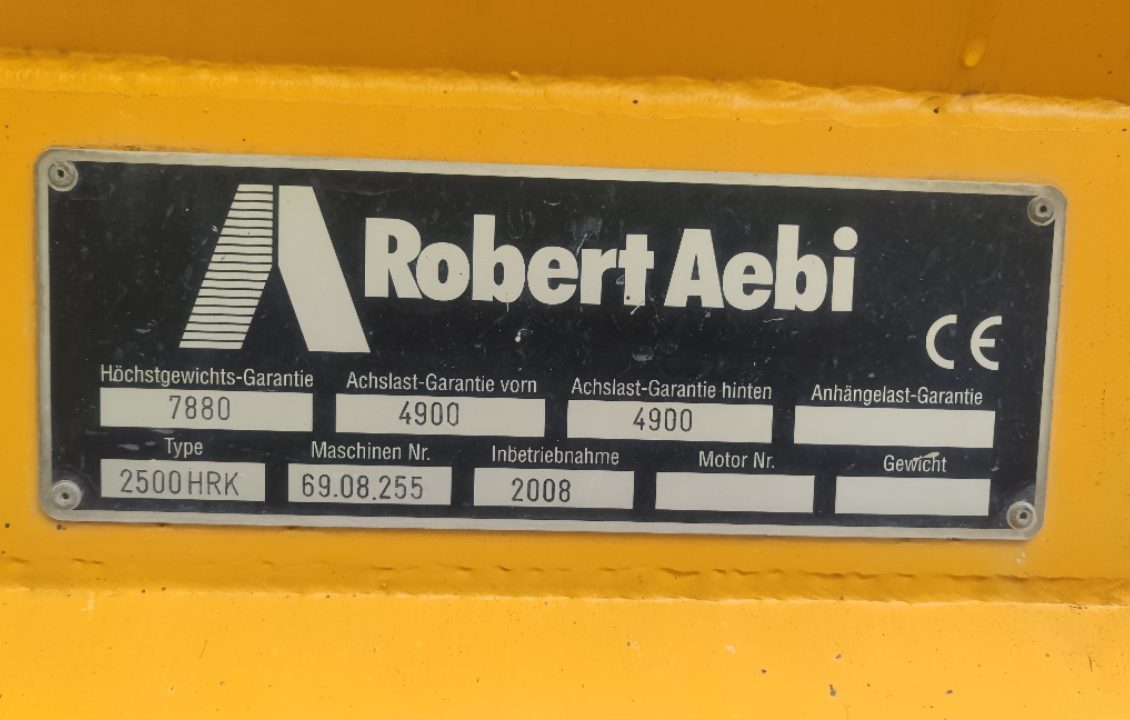 Robert Aebi
CE
Höchstgewichts-Garantie Achslast-Garantie vorn Achslast-Garantie hinten Anhängelast-Garantie
7880 4900 4900
Type Maschinen Nr. Inbetriebnahme Motor Nr. Gewicht
2500HRK 69.08.255 2008